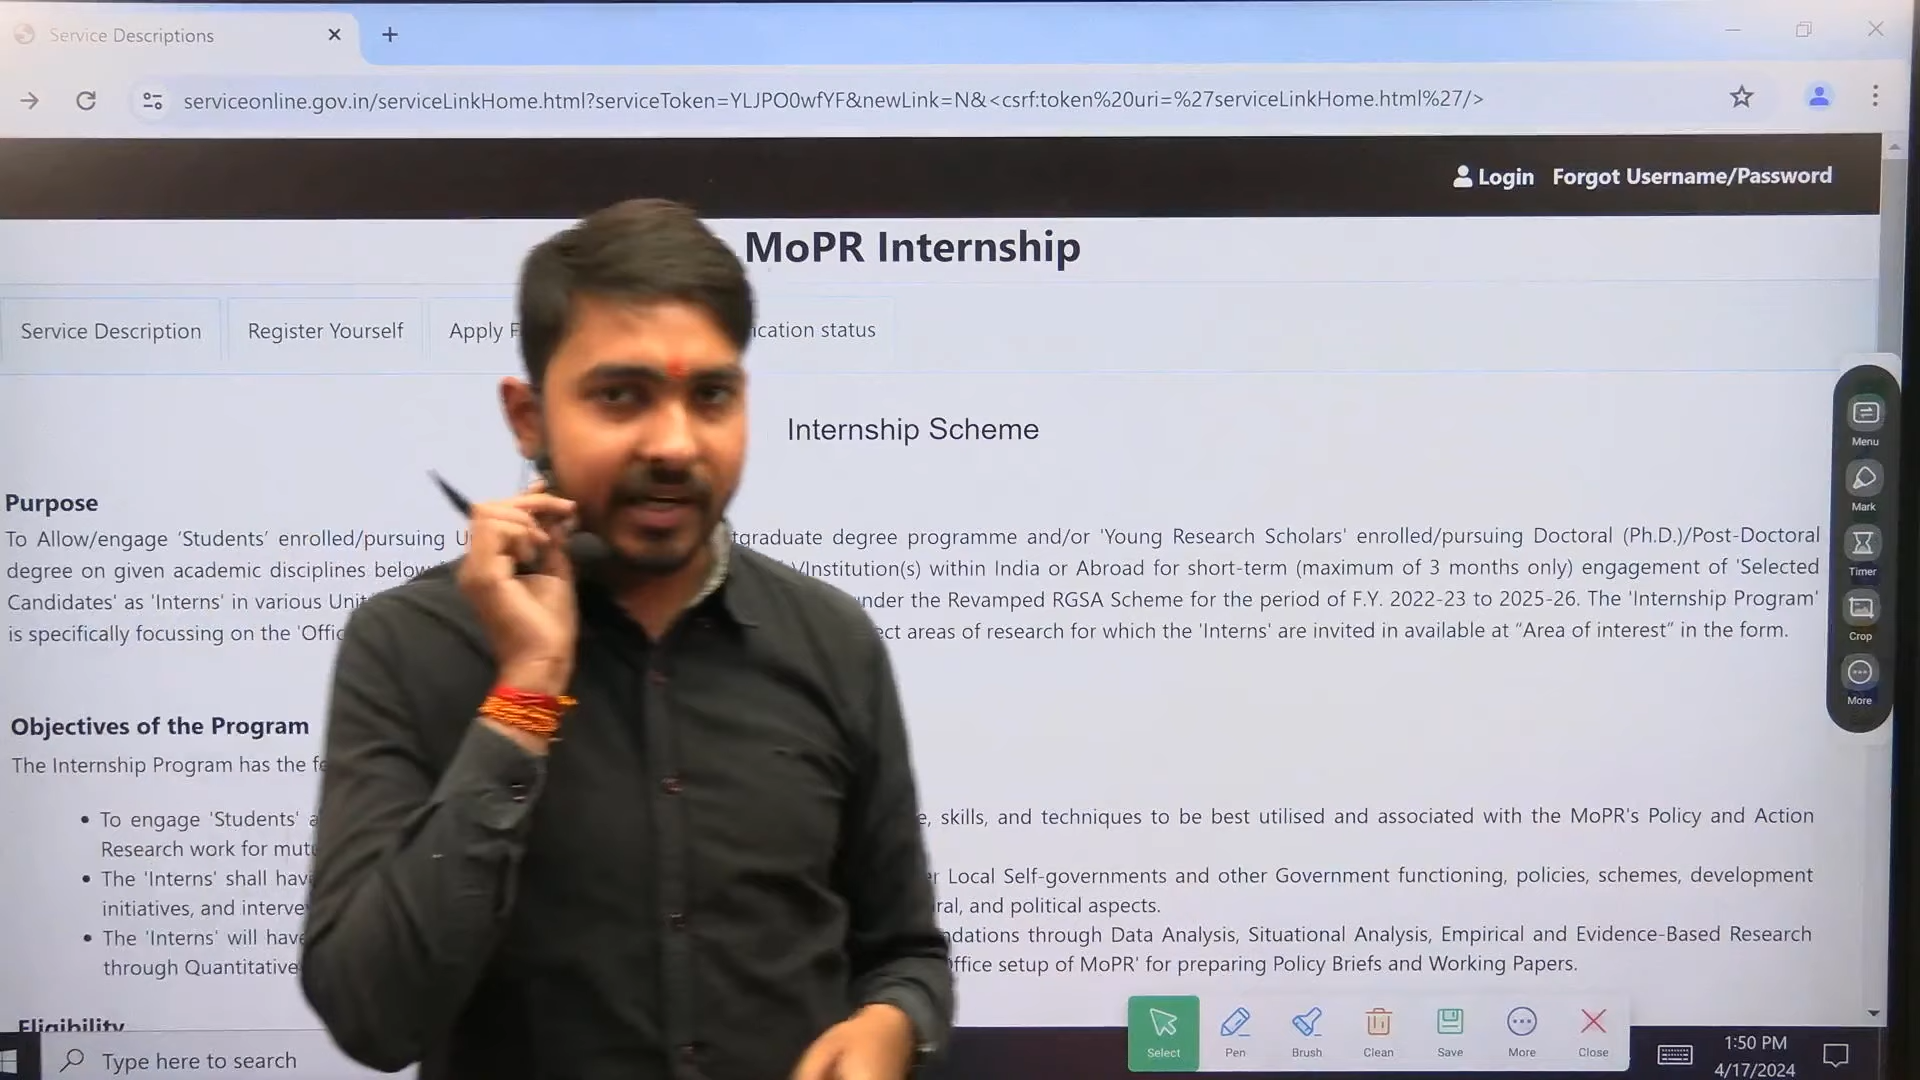 Service Descriptions
serviceonline.gov.in/serviceLinkHome.html?serviceToken=YLJPO0wfYF&newLink=N&<csrf:token%20uri=%27serviceLinkHome.html%27/>
Login Forgot Username/Password
MoPR Internship
Service Description Register Yourself Apply status
Internship Scheme
Purpose
To Allow/engage ‘Students’ enrolled/pursuing degree programme and/or 'Young Research Scholars' enrolled/pursuing Doctoral (Ph.D.)/Post-Doctoral
degree on given academic disciplines below /Institution(s) within India or Abroad for short-term (maximum of 3 months only) engagement of 'Selected
Candidates' as 'Interns' in various the Revamped RGSA Scheme for the period of F.Y. 2022-23 to 2025-26. The 'Internship Program'
is specifically focussing on the areas of research for which the 'Interns' are invited in available at “Area of interest” in the form.
Objectives of the Program
The Internship Program has the
To engage 'Students' skills, and techniques to be best utilised and associated with the MoPR's Policy and Action
Research work for
The 'Interns' shall Local Self-governments and other Government functioning, policies, schemes, development
initiatives, and and political aspects.
The 'Interns' will have through Data Analysis, Situational Analysis, Empirical and Evidence-Based Research
through Quantitative setup of MoPR' for preparing Policy Briefs and Working Papers.
Eligibility
Menu
Mark
Timer
Crop
More
Select Pen Brush Clean Save More Close
Type here to search
1:50 PM
4/17/2024